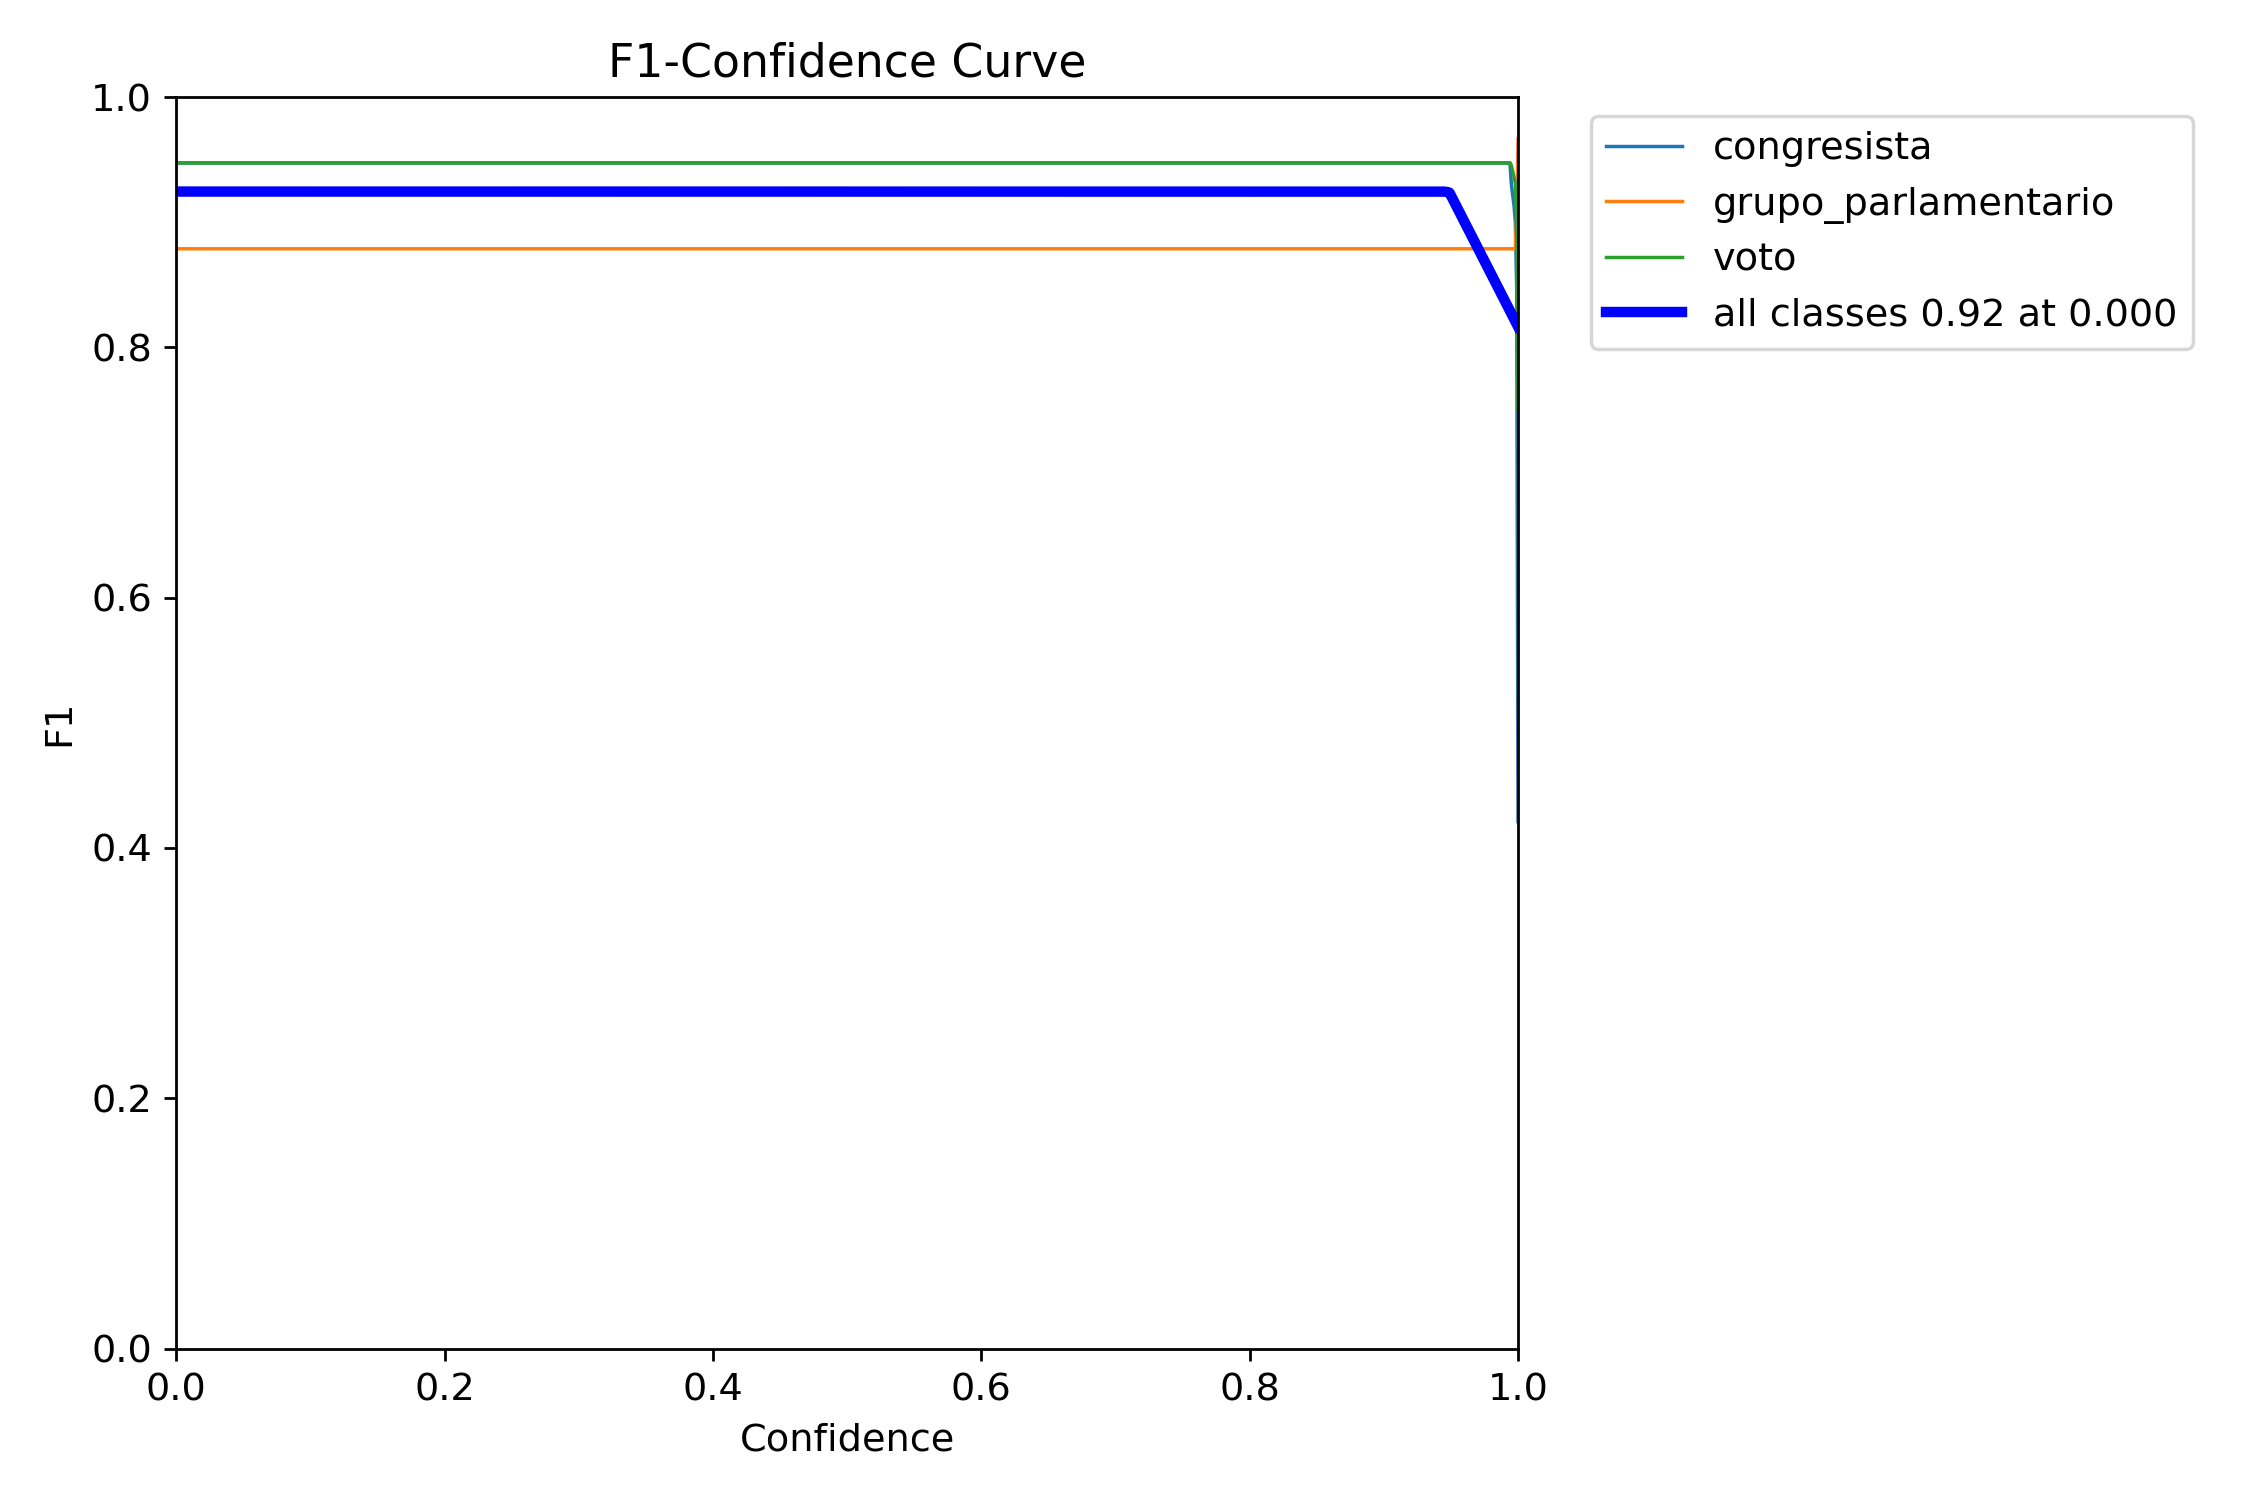 F1-Confidence Curve
1.0
0.8
0.6
0.4
0.2
0.0
F1
0.0 0.2 0.4 0.6 0.8 1.0
Confidence
congresista
grupo_parlamentario
voto
all classes 0.92 at 0.000